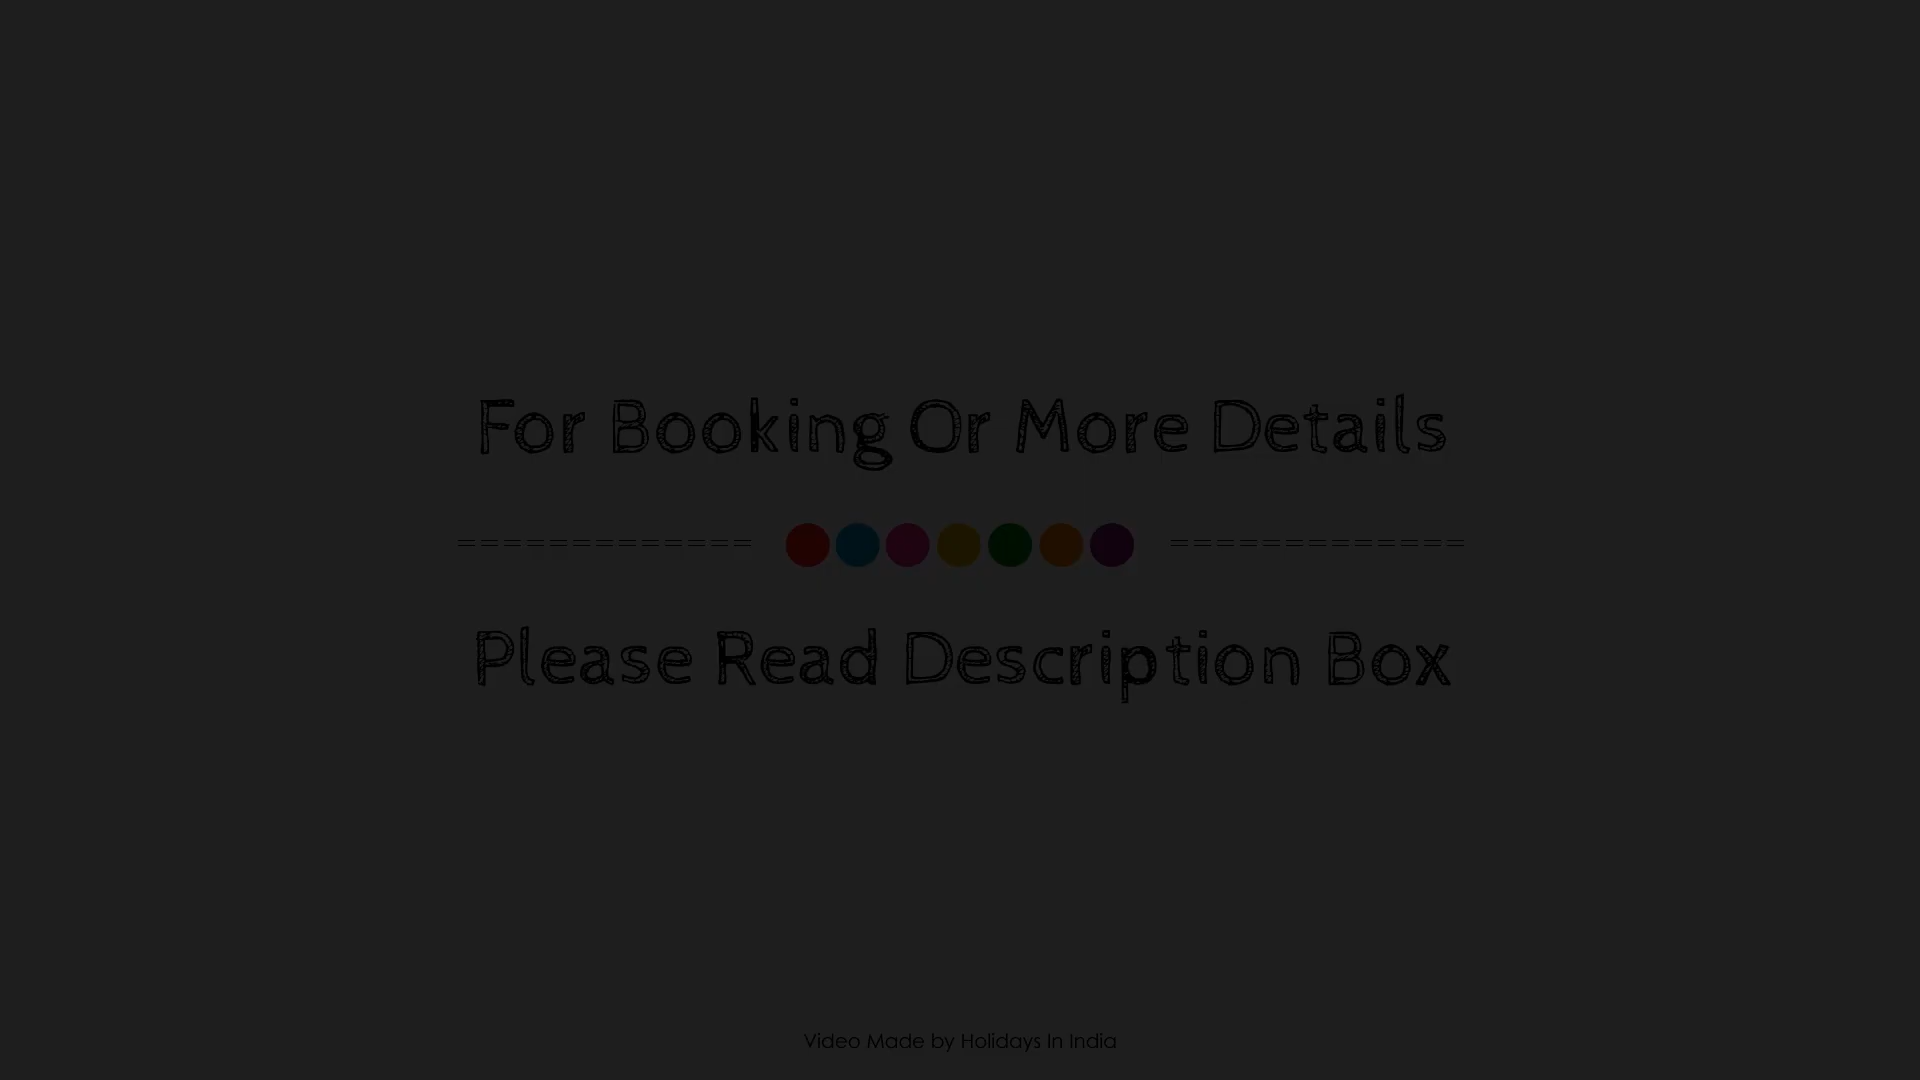 For Booking Or More Details
============= =============
Please Read Description Box
Video Made by Holidays In India